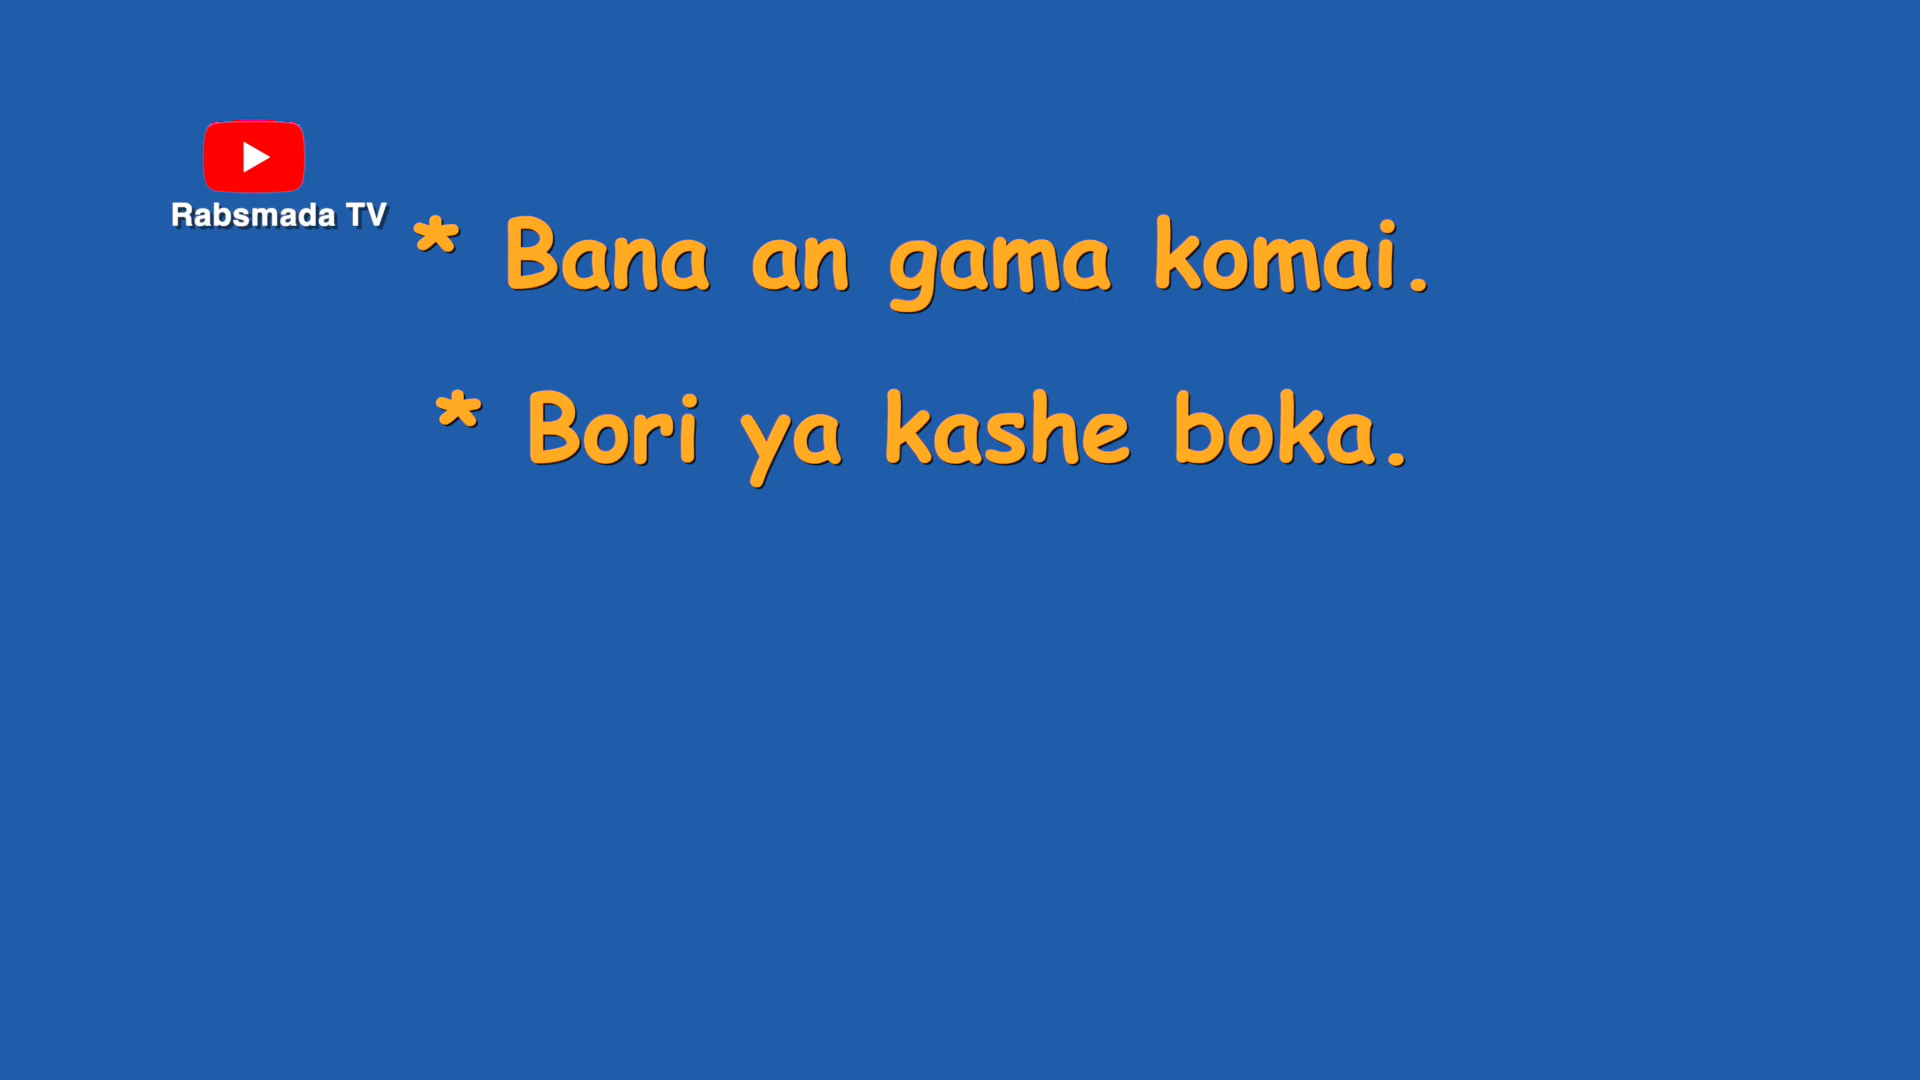 Rabsmada TV
* Bana an gama komai.
* Bori ya kashe boka.